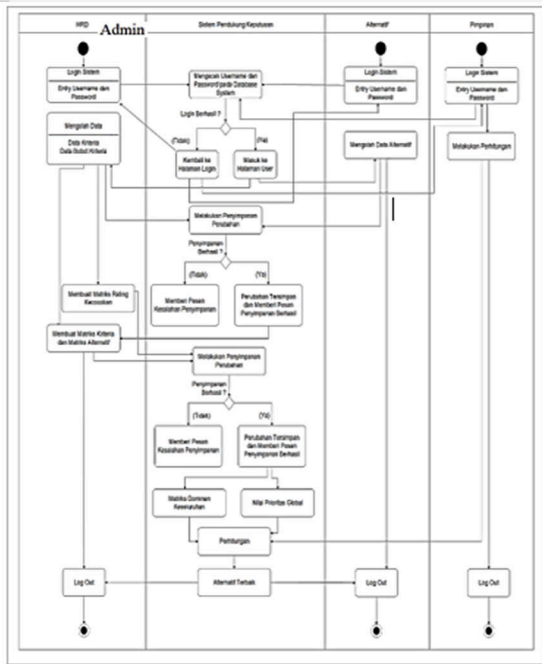 HRD
Admin
Sistem Pendukung Keputusan
Alternatif
Pimpinan
Login Sistem
Entry Username dan
Password
Mengecek Username dan
Password pada Database
System
Login Sistem
Entry Username dan
Password
Login Sistem
Entry Username dan
Password
Login Berhasil ?
(Tidak)
(Ya)
Mengolah Data
Data Kriteria
Data Bobot Kriteria
Kembali ke
Halaman Login
Masuk ke
Halaman User
Mengolah Data Alternatif
Melakukan Perhitungan
Melakukan Penyimpanan
Perubahan
Penyimpanan
Berhasil ?
(Tidak)
(Ya)
Membuat Matriks Rating
Kecocokan
Memberi Pesan
Kesalahan Penyimpanan
Perubahan Tersimpan
dan Memberi Pesan
Penyimpanan Berhasil
Membuat Matriks Kriteria
dan Matriks Alternatif
Melakukan Penyimpanan
Perubahan
Penyimpanan
Berhasil ?
(Tidak)
(Ya)
Memberi Pesan
Kesalahan Penyimpanan
Perubahan Tersimpan
dan Memberi Pesan
Penyimpanan Berhasil
Matriks Dominan
Keseluruhan
Nilai Prioritas Global
Perhitungan
Log Out
Alternatif Terbaik
Log Out
Log Out